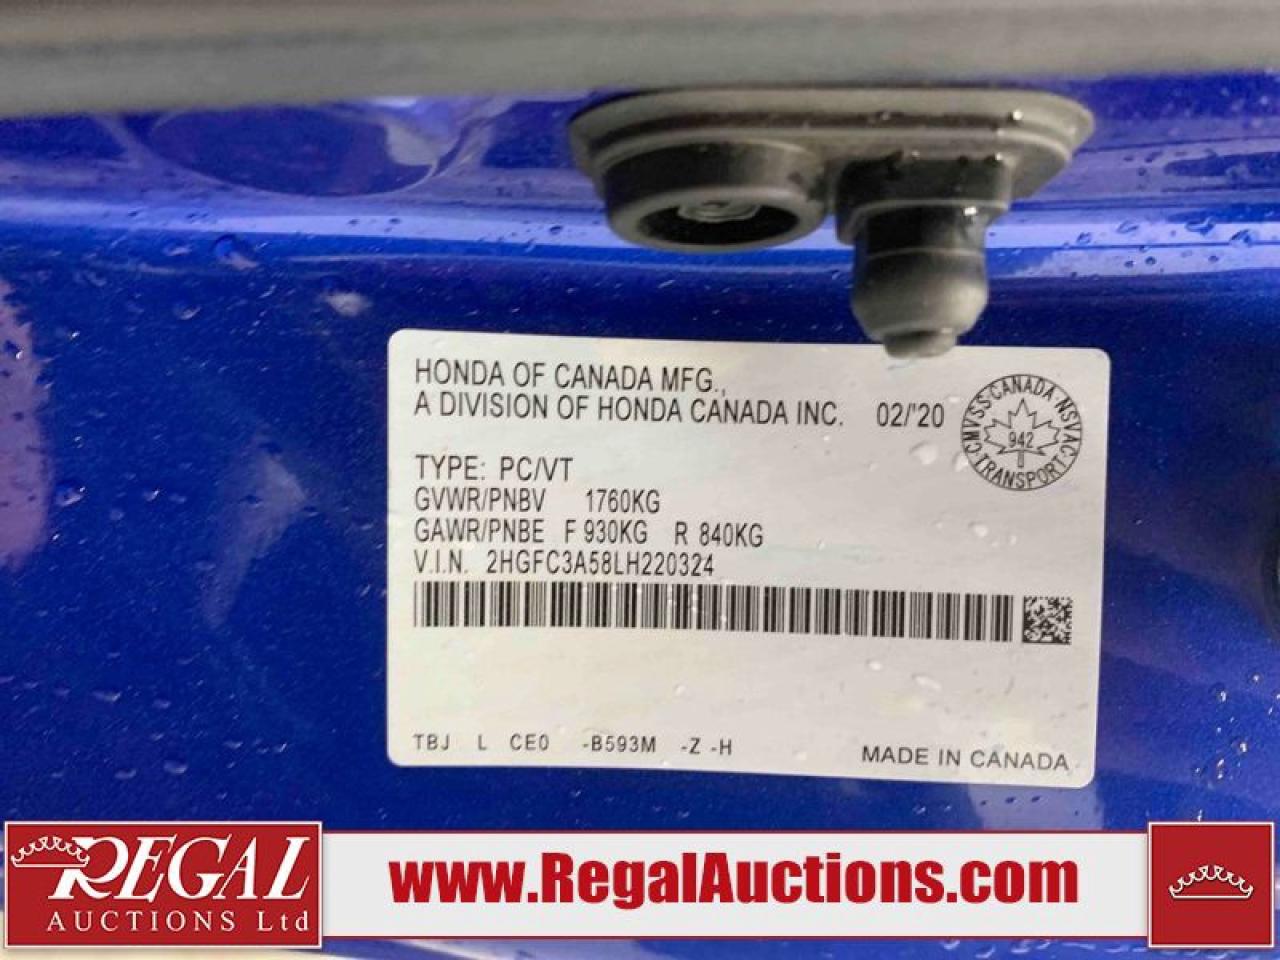 HONDA OF CANADA MFG.,
A DIVISION OF HONDA CANADA INC. 02/'20
CMVSS·CANADA·NSVAC
942
TRANSPORT
TYPE: PC/VT
GVWR/PNBV 1760KG
GAWR/PNBE F 930KG R 840KG
V.I.N. 2HGFC3A58LH220324
TBJ L CE0 -B593M -Z -H
MADE IN CANADA
REGAL
AUCTIONS Ltd
www.RegalAuctions.com